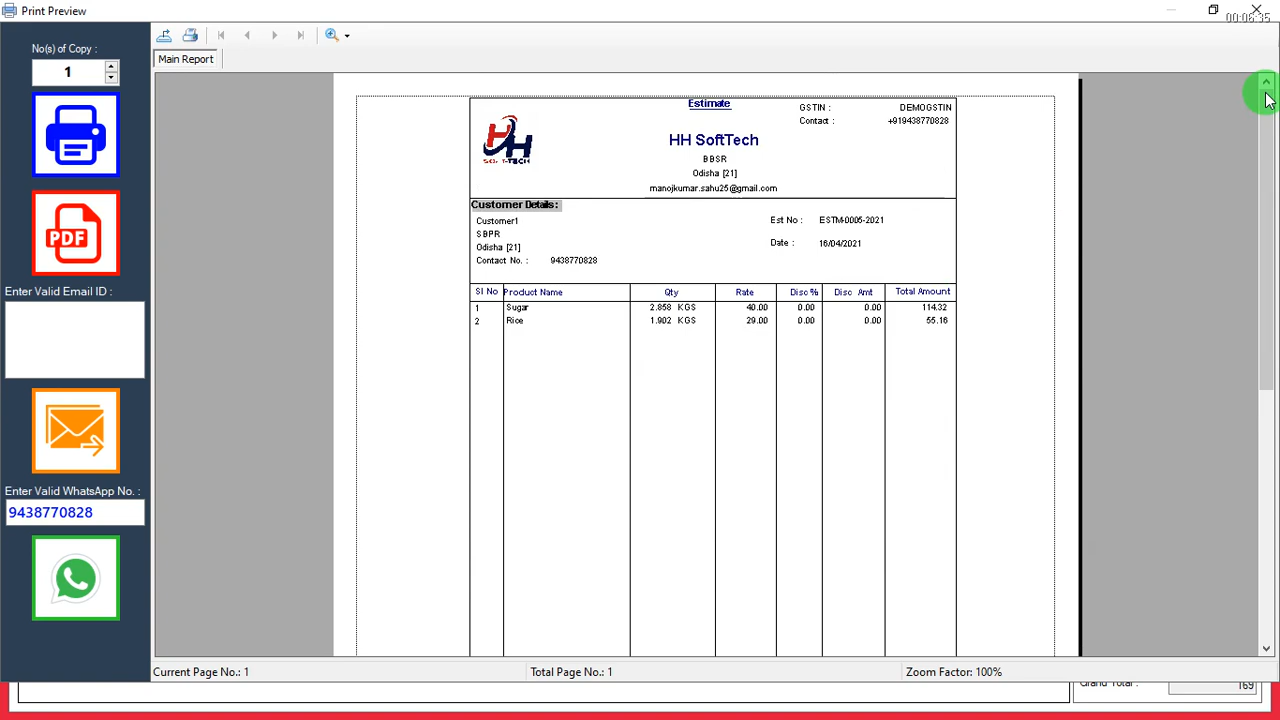 Print Preview
00:06:35
No(s) of Copy :
1
Main Report
PDF
Enter Valid Email ID :
Enter Valid WhatsApp No. :
9438770828
Estimate
GSTIN : DEMOGSTIN
Contact : +919438770828
HH SoftTech
BBSR
Odisha [21]
manojkumar.sahu25@gmail.com
Customer Details :
Customer1
SBPR
Odisha [21]
Contact No. : 9438770828
Est No : ESTM-0005-2021
Date : 16/04/2021
Sl No Product Name Qty Rate Disc % Disc Amt Total Amount
1 Sugar 2.858 KGS 40.00 0.00 0.00 114.32
2 Rice 1.902 KGS 29.00 0.00 0.00 55.16
Current Page No.: 1 Total Page No.: 1 Zoom Factor: 100%
Grand Total : 169